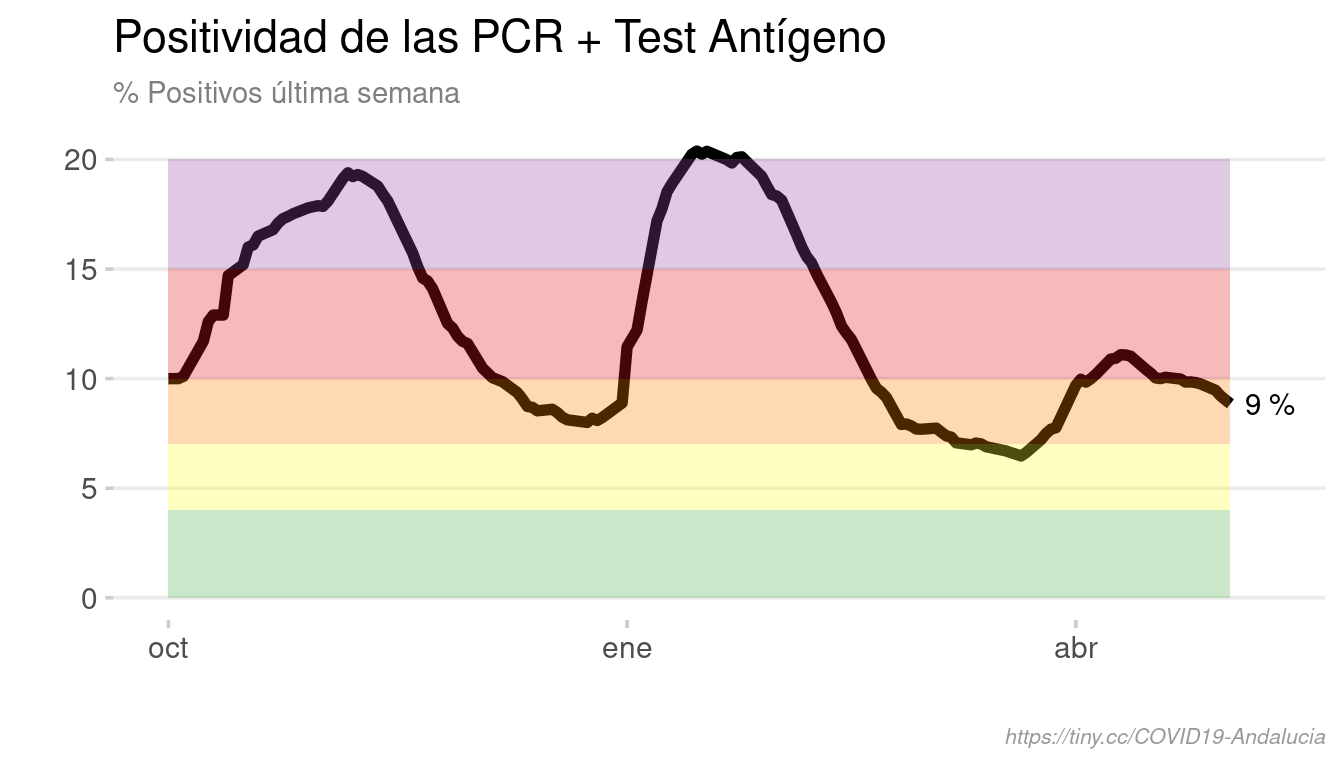 Positividad de las PCR + Test Antígeno
% Positivos última semana
20
15
10
5
0
9 %
oct
ene
abr
https://tiny.cc/COVID19-Andalucia